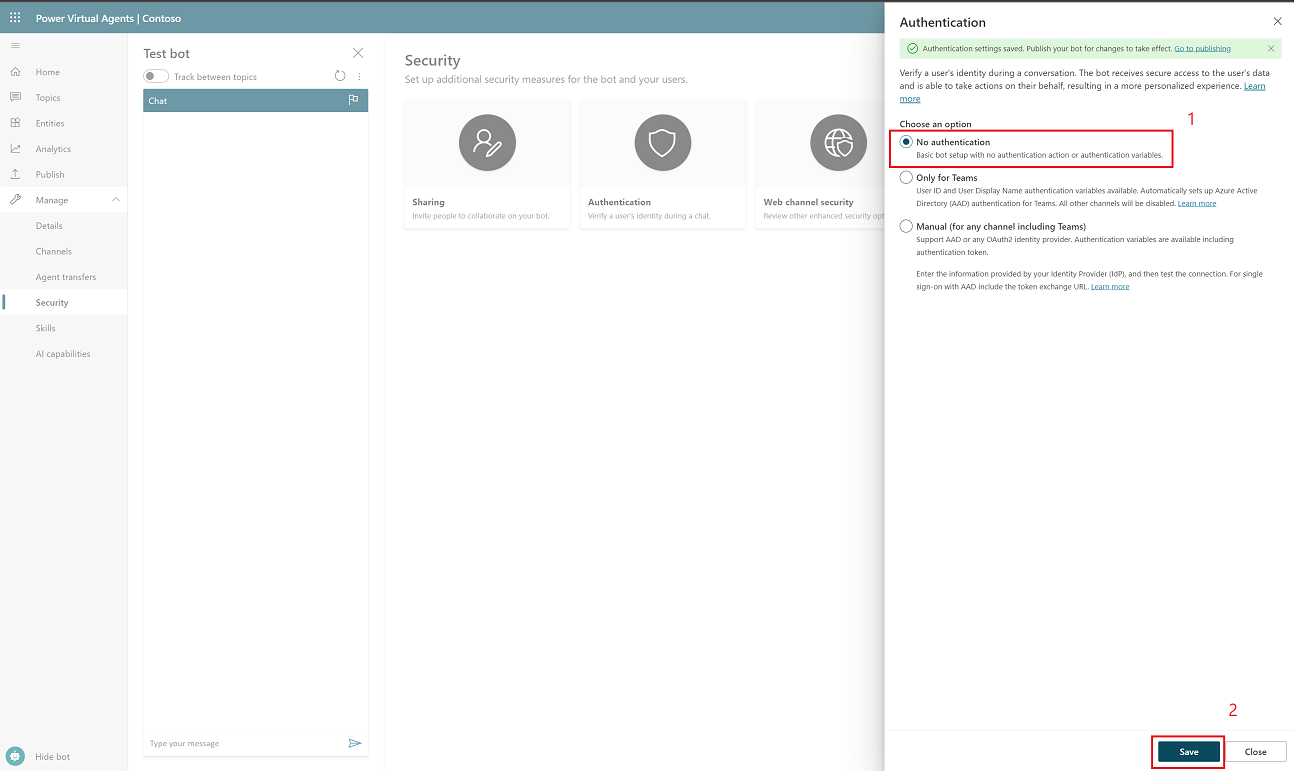 Power Virtual Agents | Contoso
Home
Topics
Entities
Analytics
Publish
Manage
Details
Channels
Agent transfers
Security
Skills
AI capabilities
Hide bot
Test bot
Track between topics
Chat
Type your message
Security
Set up additional security measures for the bot and your users.
Sharing
Invite people to collaborate on your bot.
Authentication
Verify a user's identity during a chat.
Web channel security
Review other enhanced security opt
Authentication
Authentication settings saved. Publish your bot for changes to take effect. Go to publishing
Verify a user's identity during a conversation. The bot receives secure access to the user's data
and is able to take actions on their behalf, resulting in a more personalized experience. Learn
more
Choose an option
1
No authentication
Basic bot setup with no authentication action or authentication variables.
Only for Teams
User ID and User Display Name authentication variables available. Automatically sets up Azure Active
Directory (AAD) authentication for Teams. All other channels will be disabled. Learn more
Manual (for any channel including Teams)
Support AAD or any OAuth2 identity provider. Authentication variables are available including
authentication token.
Enter the information provided by your Identity Provider (IdP), and then test the connection. For single
sign-on with AAD include the token exchange URL. Learn more
2
Save
Close